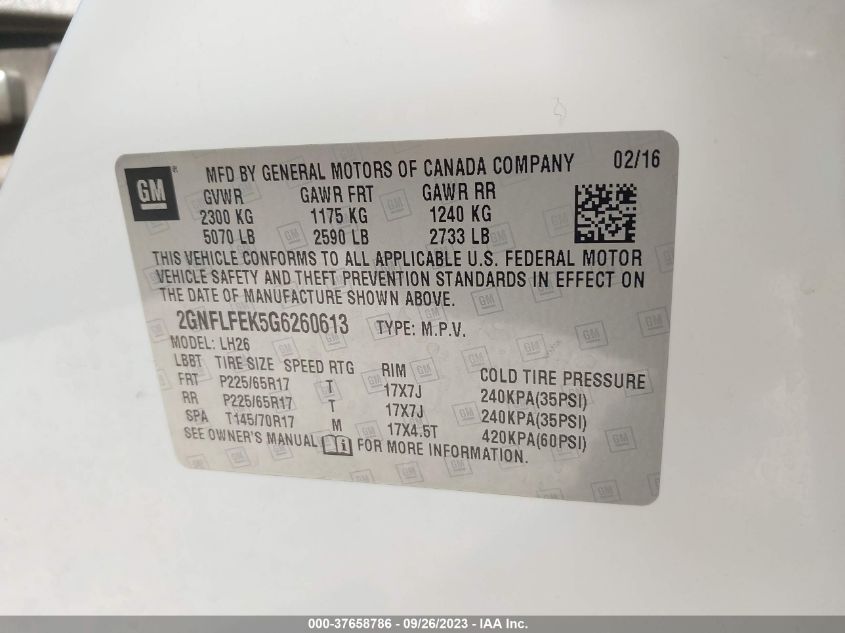 GM
MFD BY GENERAL MOTORS OF CANADA COMPANY 02/16
GVWR GAWR FRT GAWR RR
2300 KG 1175 KG 1240 KG
5070 LB 2590 LB 2733 LB
THIS VEHICLE CONFORMS TO ALL APPLICABLE U.S. FEDERAL MOTOR
VEHICLE SAFETY AND THEFT PREVENTION STANDARDS IN EFFECT ON
THE DATE OF MANUFACTURE SHOWN ABOVE.
2GNFLFEK5G6260613 TYPE: M.P.V.
MODEL: LH26
LBBT TIRE SIZE SPEED RTG RIM COLD TIRE PRESSURE
FRT P225/65R17 T 17X7J 240KPA(35PSI)
RR P225/65R17 T 17X7J 240KPA(35PSI)
SPA T145/70R17 M 17X4.5T 420KPA(60PSI)
SEE OWNER'S MANUAL FOR MORE INFORMATION.
000-37658786 - 09/26/2023 - IAA Inc.